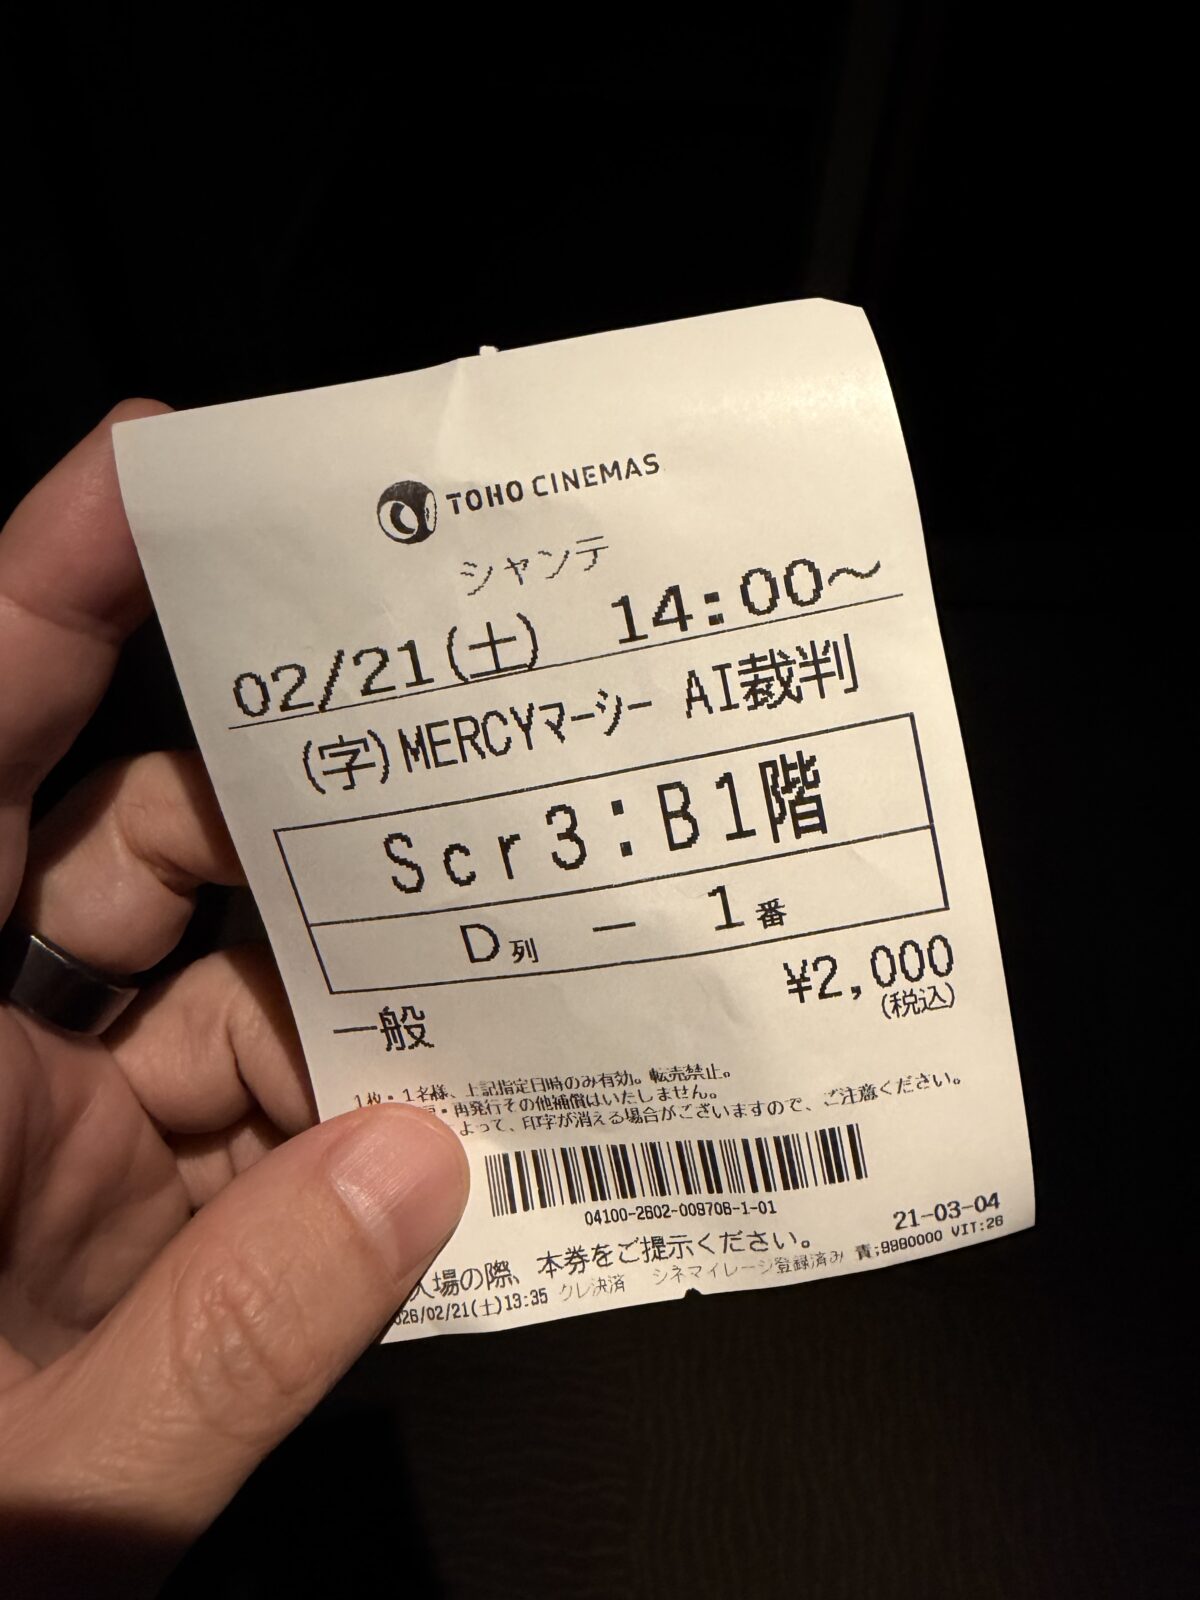 TOHO CINEMAS
シャンテ
02/21(土) 14:00～
(字)MERCYマーシー AI裁判
Scr3:B1階
D列 － 1番
¥2,000
(税込)
一般
1枚・1名様、上記指定日時のみ有効。転売禁止。
・再発行その他補償はいたしません。
よって、印字が消える場合がございますので、ご注意ください。
04100-2602-009706-1-01
21-03-04
入場の際、本券をご提示ください。
026/02/21(土)13:35 クレ決済 シネマイレージ登録済み 青;9980000 VIT:26